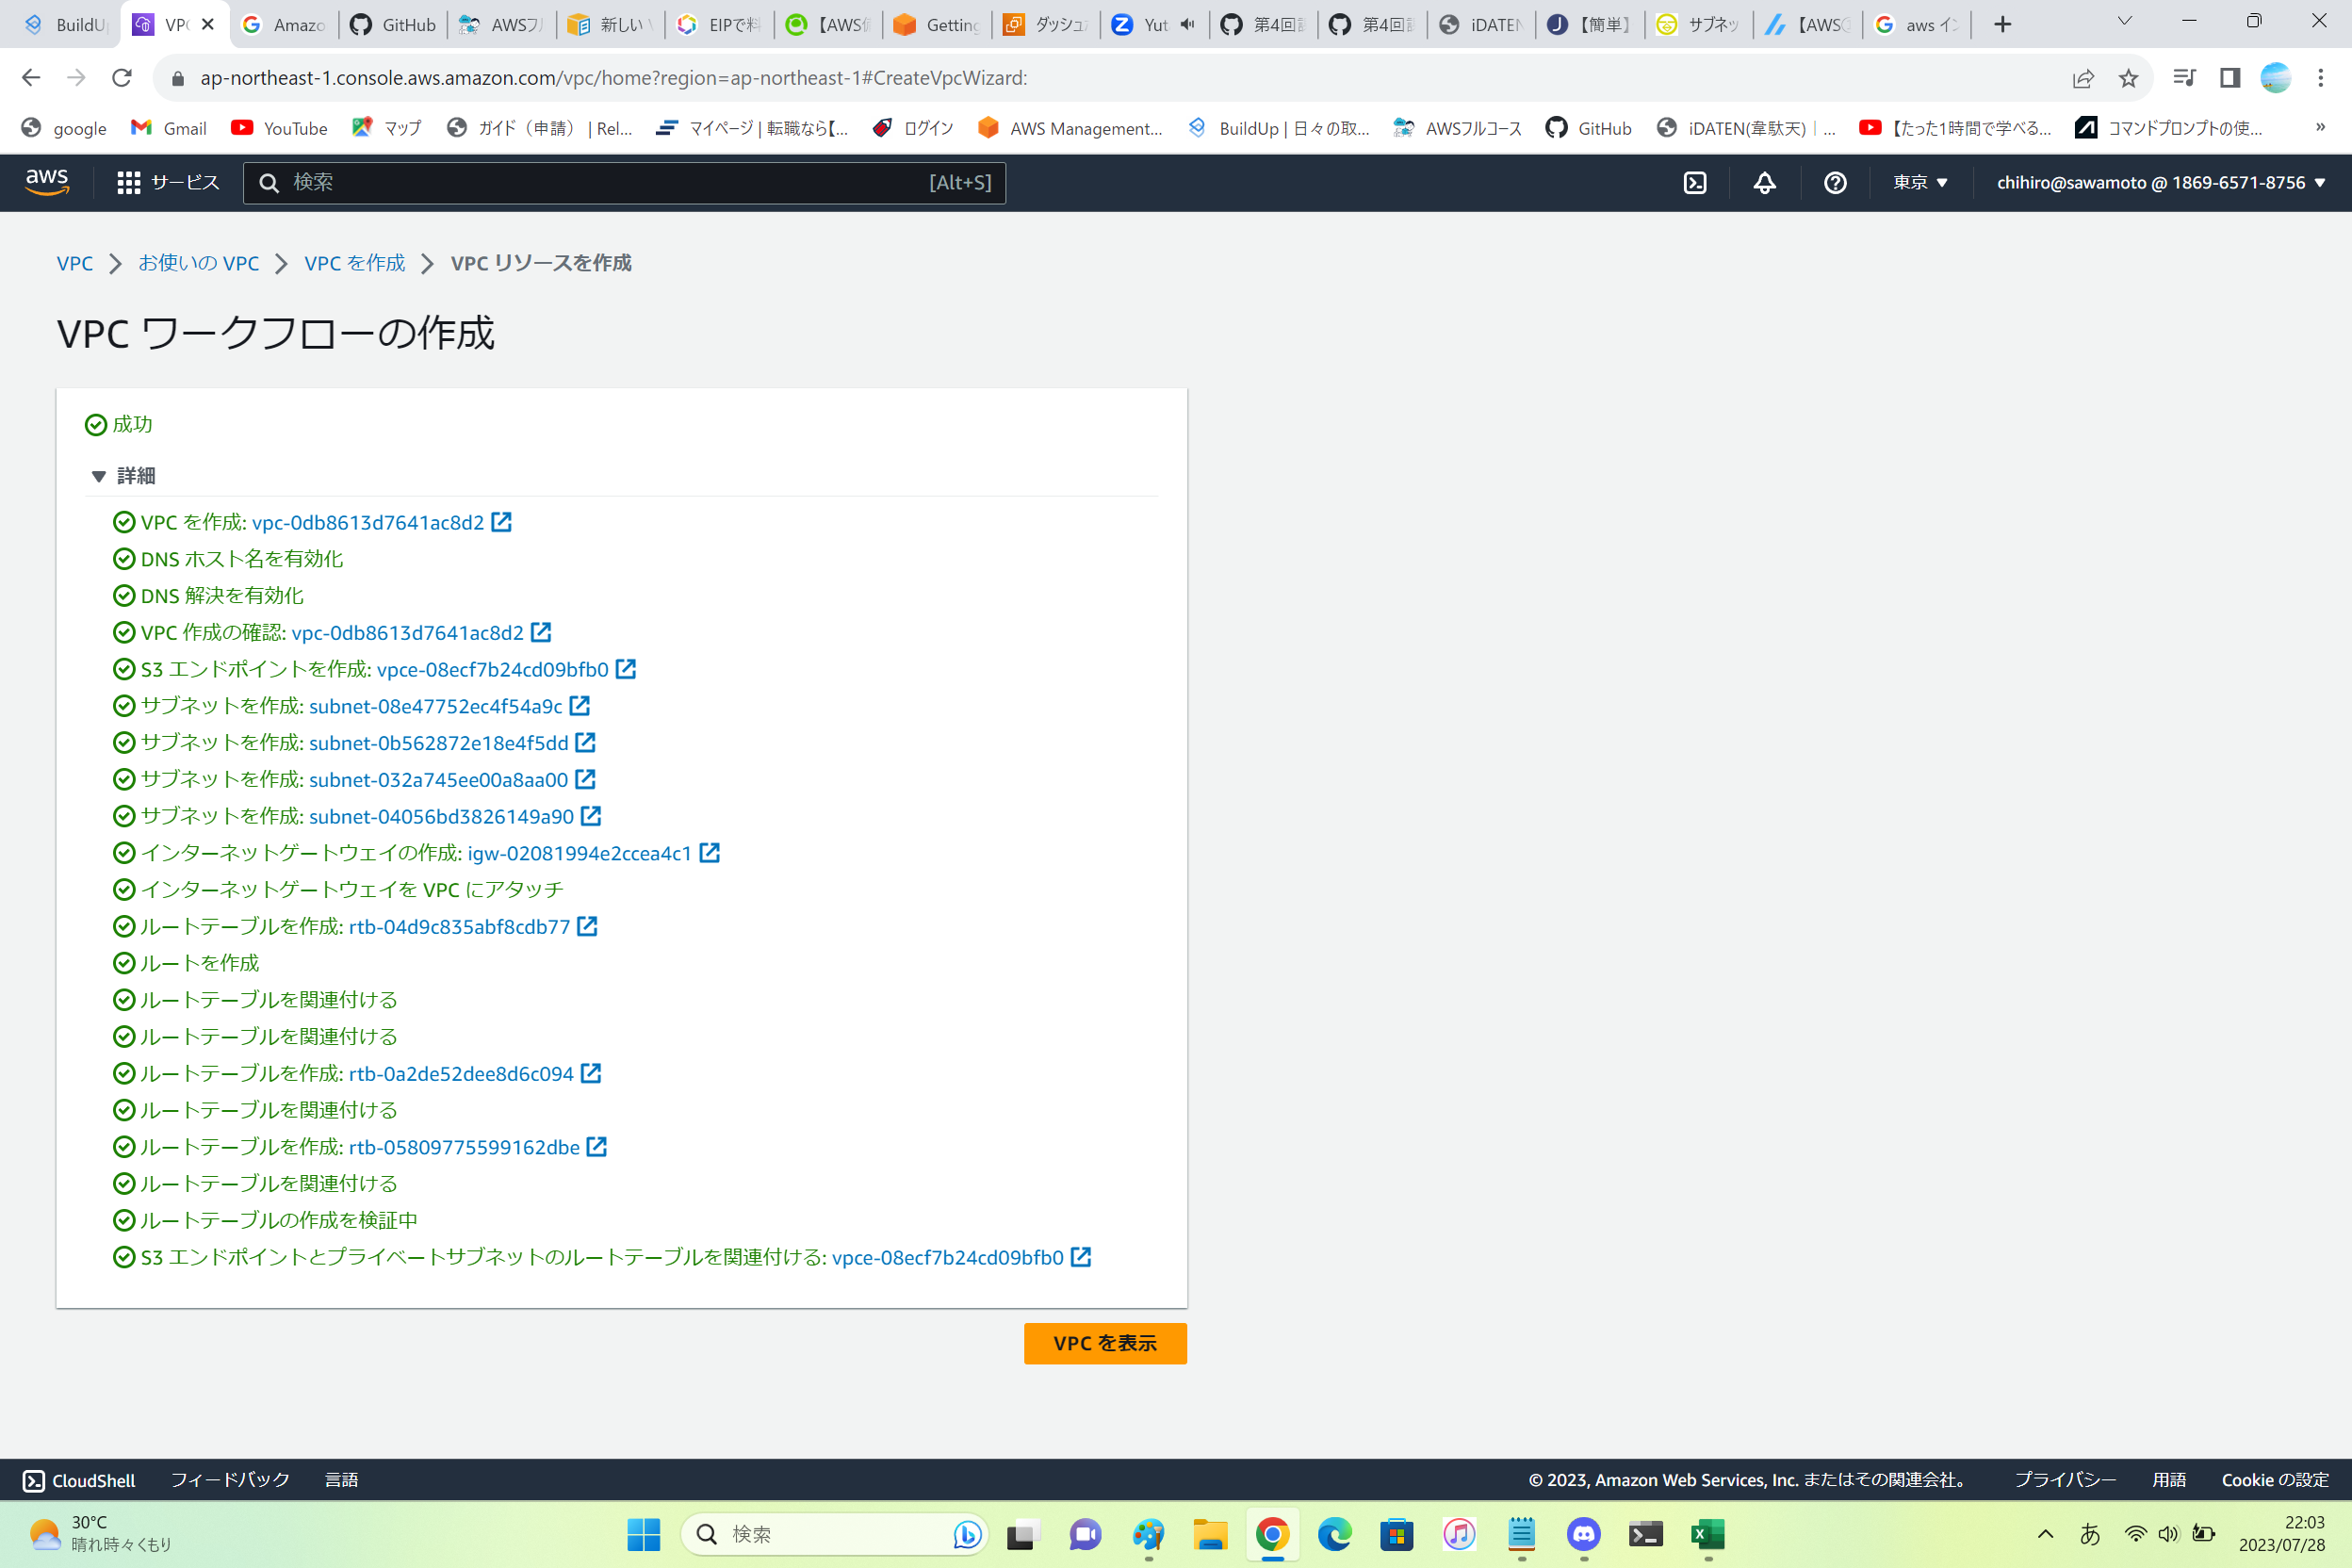 BuildU
VPC
Amazo
GitHub
AWSフル
新しい
EIPで料
【AWS
Getting
ダッシュ
Yut
第4回
第4回
iDATEN
【簡単】
サブネッ
【AWS
aws イン
ap-northeast-1.console.aws.amazon.com/vpc/home?region=ap-northeast-1#CreateVpcWizard:
google
Gmail
YouTube
マップ
ガイド（申請） | Rel...
マイページ | 転職なら【...
ログイン
AWS Management...
BuildUp | 日々の取...
AWSフルコース
GitHub
iDATEN(韋駄天)｜...
【たった1時間で学べる...
コマンドプロンプトの使...
»
aws
サービス
検索
[Alt+S]
東京
chihiro@sawamoto @ 1869-6571-8756
VPC
お使いの VPC
VPC を作成
VPC リソースを作成
VPC ワークフローの作成
成功
詳細
VPC を作成: vpc-0db8613d7641ac8d2
DNS ホスト名を有効化
DNS 解決を有効化
VPC 作成の確認: vpc-0db8613d7641ac8d2
S3 エンドポイントを作成: vpce-08ecf7b24cd09bfb0
サブネットを作成: subnet-08e47752ec4f54a9c
サブネットを作成: subnet-0b562872e18e4f5dd
サブネットを作成: subnet-032a745ee00a8aa00
サブネットを作成: subnet-04056bd3826149a90
インターネットゲートウェイの作成: igw-02081994e2ccea4c1
インターネットゲートウェイを VPC にアタッチ
ルートテーブルを作成: rtb-04d9c835abf8cdb77
ルートを作成
ルートテーブルを関連付ける
ルートテーブルを関連付ける
ルートテーブルを作成: rtb-0a2de52dee8d6c094
ルートテーブルを関連付ける
ルートテーブルを作成: rtb-05809775599162dbe
ルートテーブルを関連付ける
ルートテーブルの作成を検証中
S3 エンドポイントとプライベートサブネットのルートテーブルを関連付ける: vpce-08ecf7b24cd09bfb0
VPC を表示
CloudShell
フィードバック
言語
© 2023, Amazon Web Services, Inc. またはその関連会社。
プライバシー
用語
Cookie の設定
30°C
晴れ時々くもり
検索
あ
22:03
2023/07/28